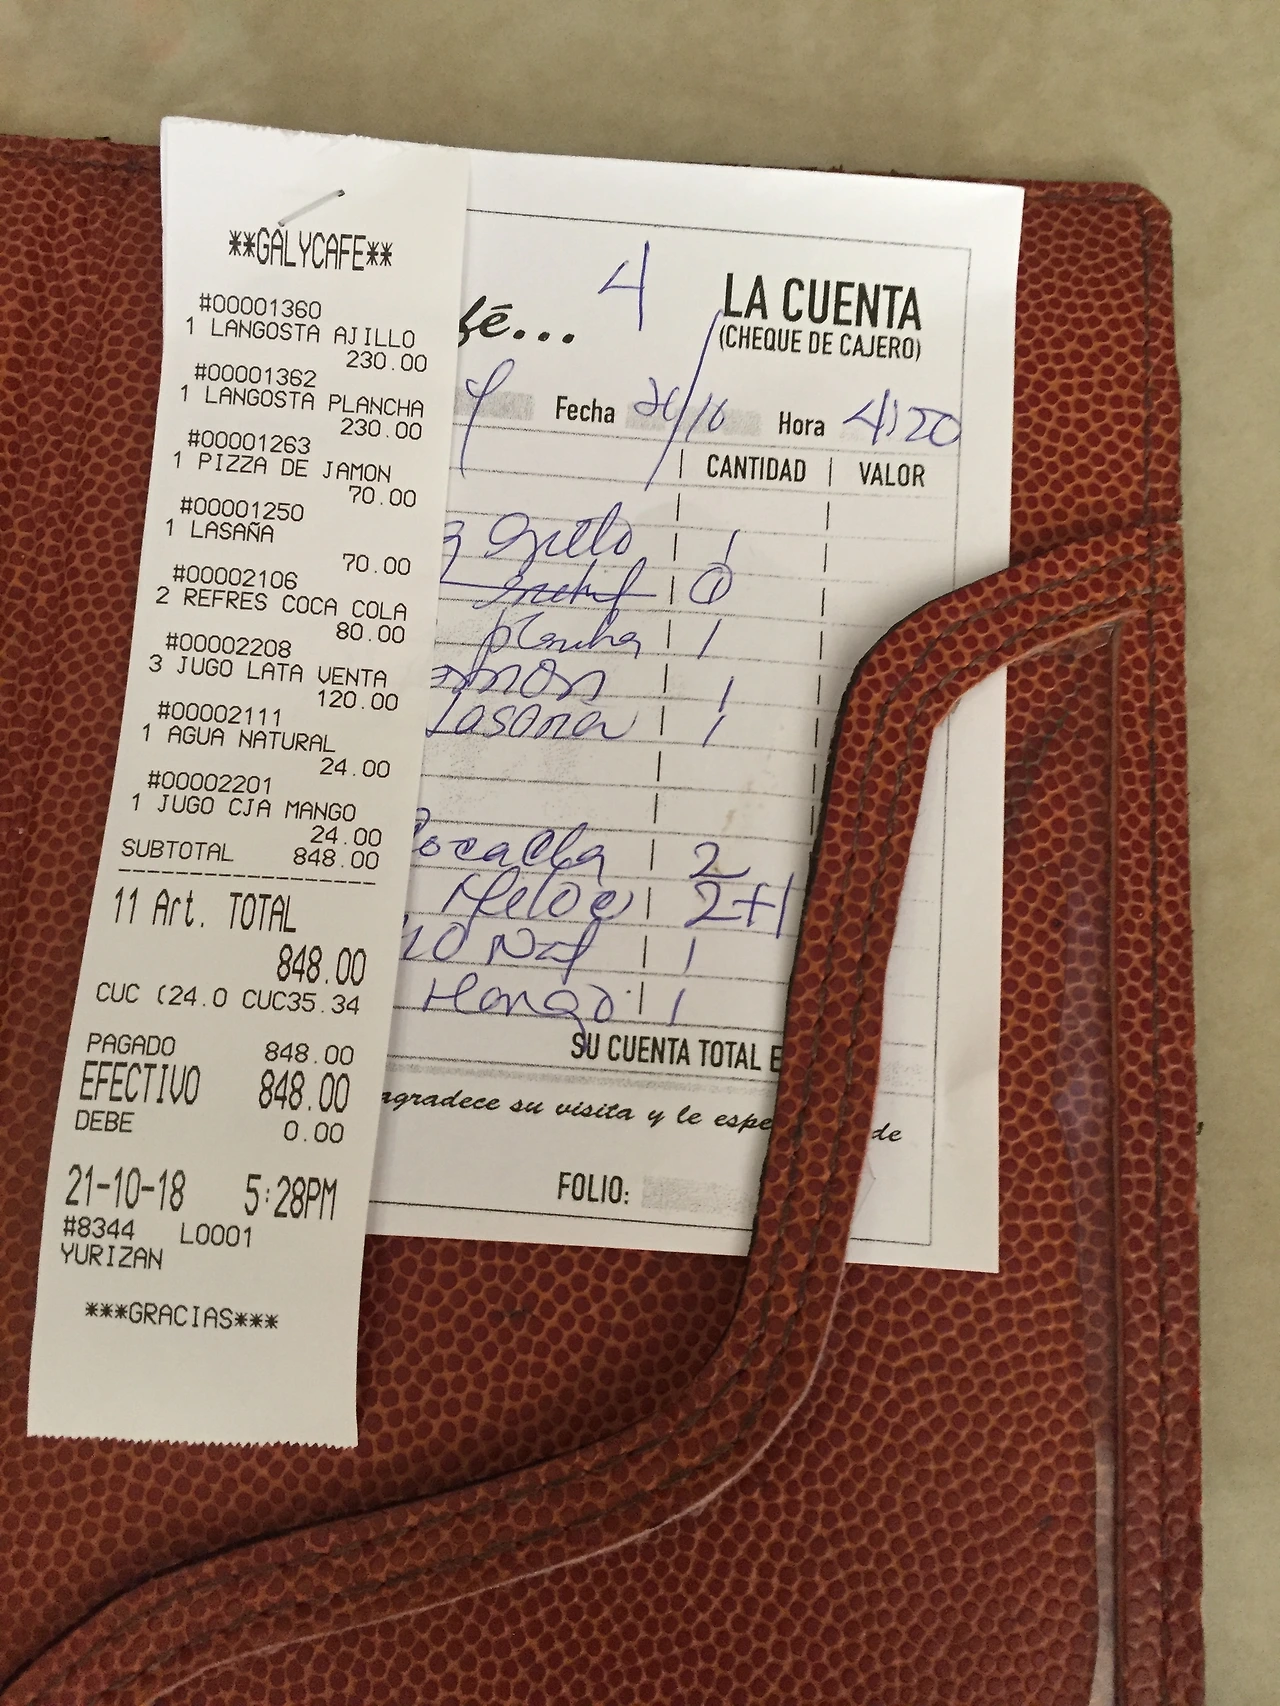 **GALYCAFE**
#00001360
1 LANGOSTA AJILLO
230.00
#00001362
1 LANGOSTA PLANCHA
230.00
#00001263
1 PIZZA DE JAMON
70.00
#00001250
1 LASAÑA
70.00
#00002106
2 REFRES COCA COLA
80.00
#00002208
3 JUGO LATA VENTA
120.00
#00002111
1 AGUA NATURAL
24.00
#00002201
1 JUGO CJA MANGO
24.00
SUBTOTAL 848.00
11 Art. TOTAL
848.00
CUC (24.0 CUC35.34
PAGADO 848.00
EFECTIVO 848.00
DEBE 0.00
21-10-18 5:28PM
#8344 L0001
YURIZAN
***GRACIAS***
fé... 4 LA CUENTA
(CHEQUE DE CAJERO)
Fecha 21/10 Hora 4:20
CANTIDAD VALOR
1
0
plancha 1
amon 1
Lasaña 1
2
2+1
1
Mango 1
SU CUENTA TOTAL E
agradece su visita y le espe de
FOLIO: